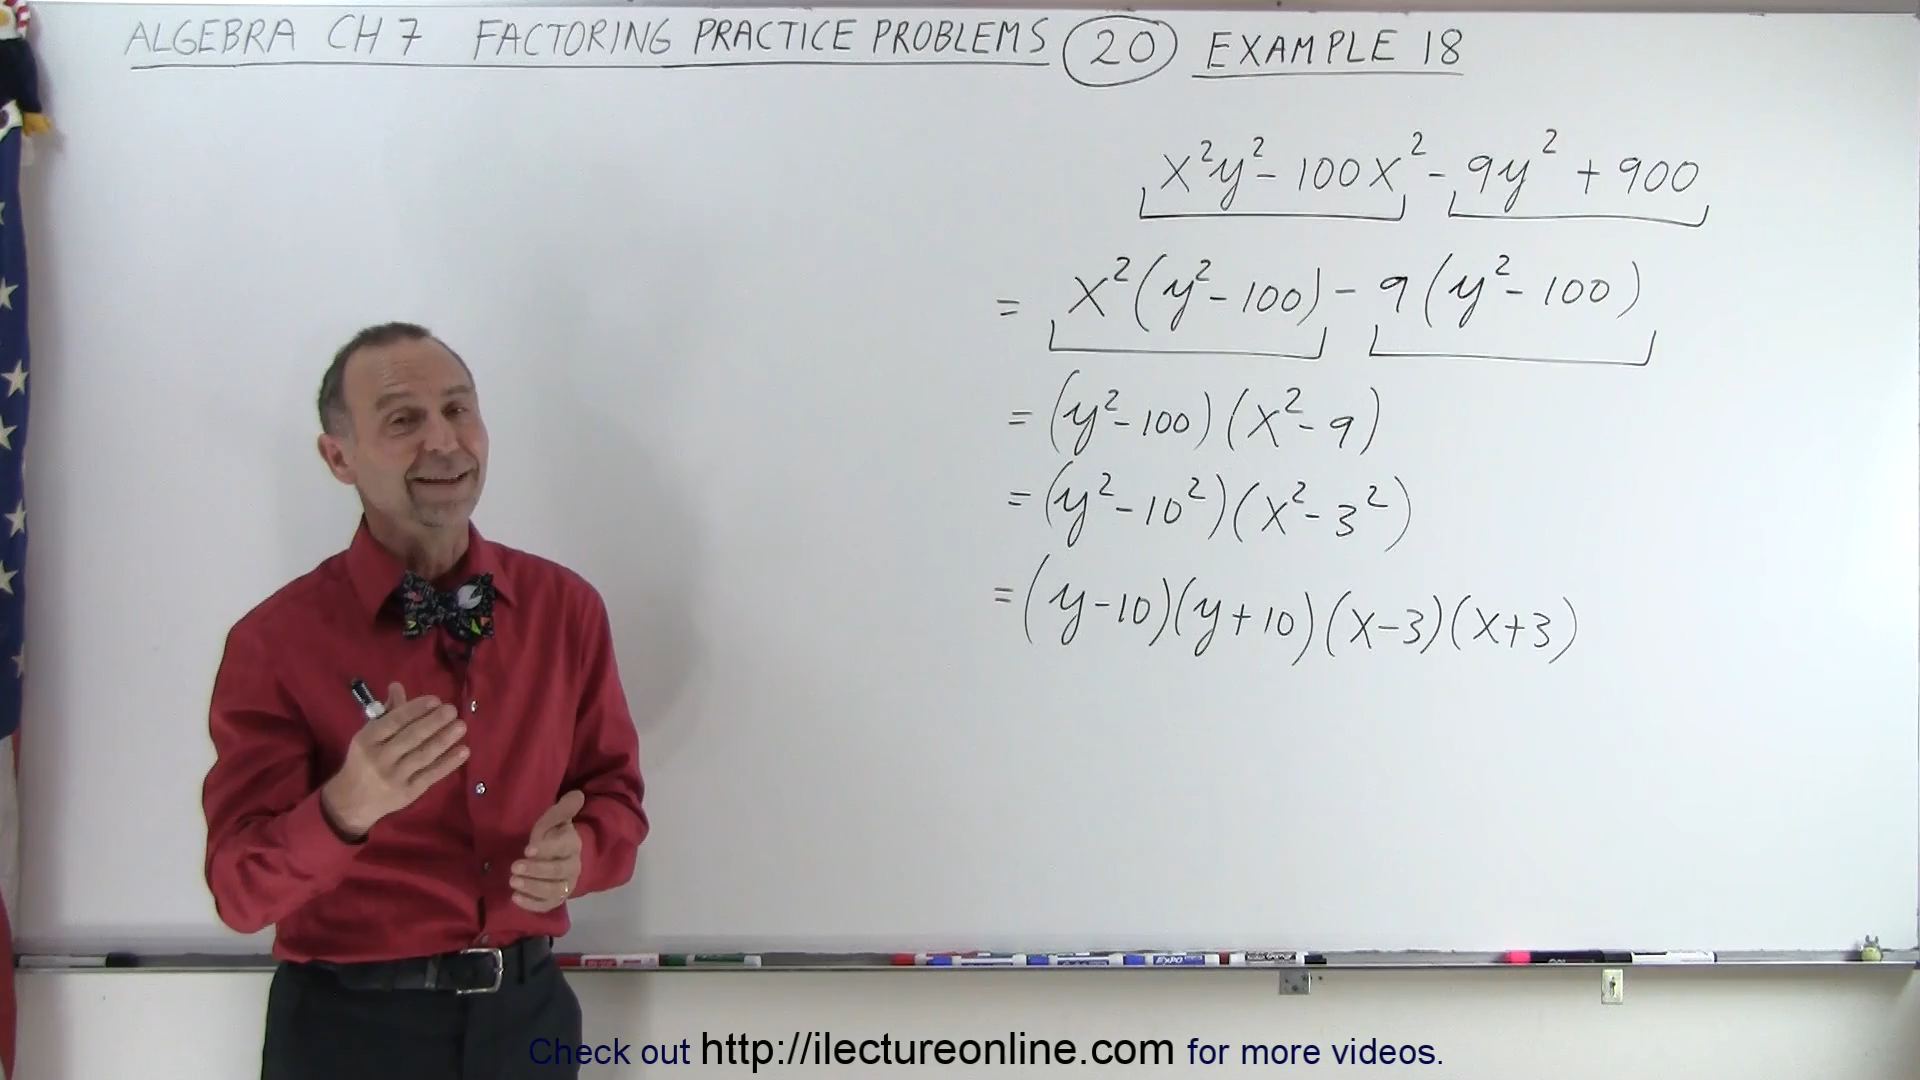 ALGEBRA CH 7 FACTORING PRACTICE PROBLEMS 20 EXAMPLE 18
x²y² - 100x² - 9y² + 900
= x²(y² - 100) - 9(y² - 100)
= (y² - 100)(x² - 9)
= (y² - 10²)(x² - 3²)
= (y - 10)(y + 10)(x - 3)(x + 3)
EXPO
Check out http://ilectureonline.com for more videos.